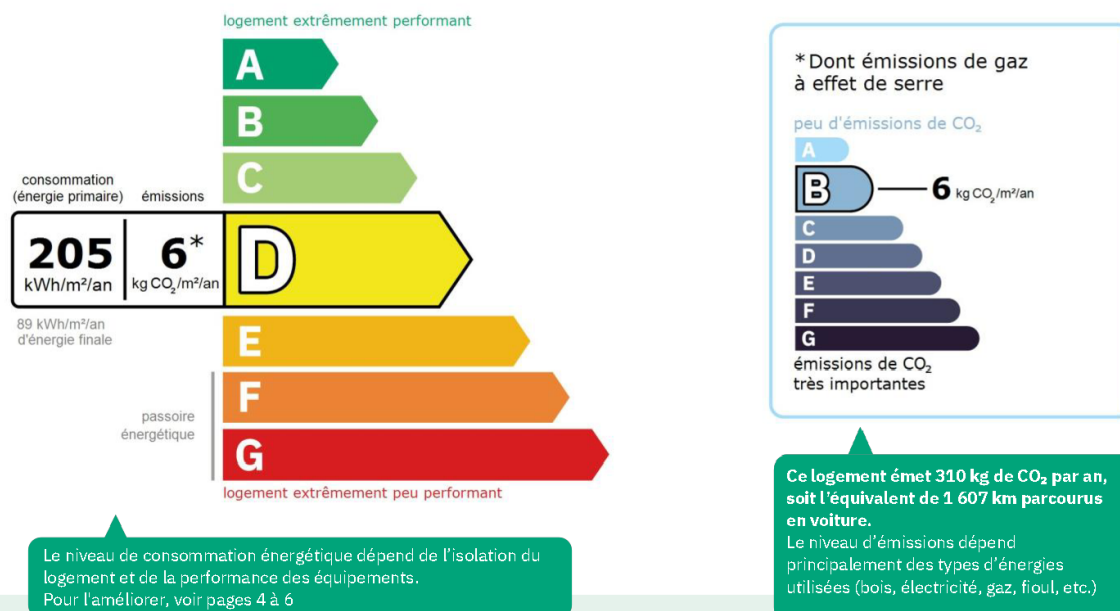 logement extrêmement performant
A
B
C
consommation
(énergie primaire)
émissions
205
kWh/m²/an
6*
kg CO₂/m²/an
D
89 kWh/m²/an
d'énergie finale
E
F
passoire
énergétique
G
logement extrêmement peu performant
Le niveau de consommation énergétique dépend de l'isolation du
logement et de la performance des équipements.
Pour l'améliorer, voir pages 4 à 6
*Dont émissions de gaz
à effet de serre
peu d'émissions de CO₂
A
B
6 kg CO₂/m²/an
C
D
E
F
G
émissions de CO₂
très importantes
Ce logement émet 310 kg de CO₂ par an,
soit l'équivalent de 1 607 km parcourus
en voiture.
Le niveau d'émissions dépend
principalement des types d'énergies
utilisées (bois, électricité, gaz, fioul, etc.)